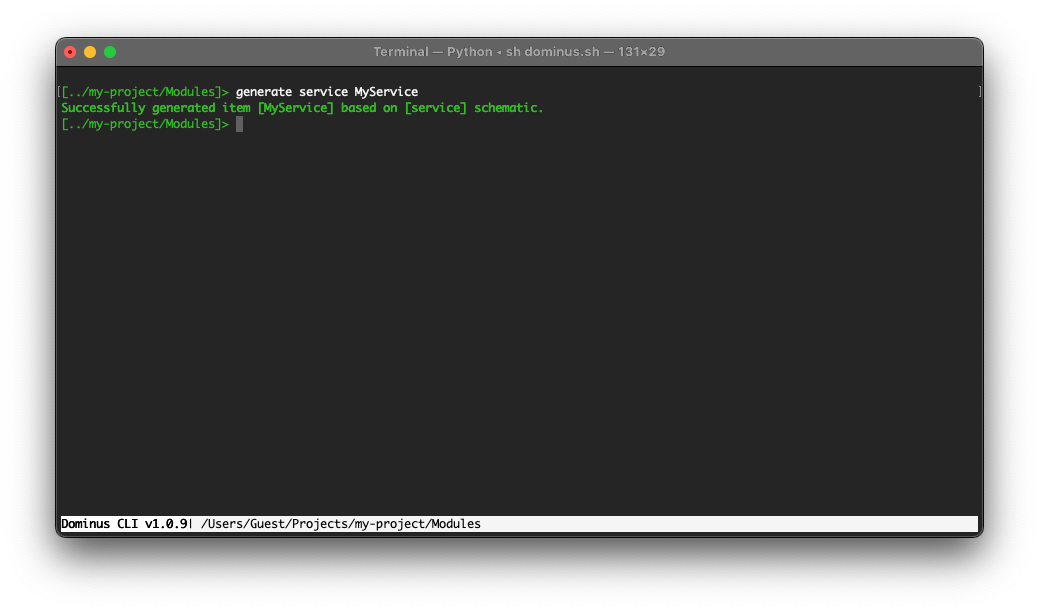 Terminal — Python • sh dominus.sh — 131×29
[[../my-project/Modules]> generate service MyService ]
Successfully generated item [MyService] based on [service] schematic.
[../my-project/Modules]>
Dominus CLI v1.0.9| /Users/Guest/Projects/my-project/Modules